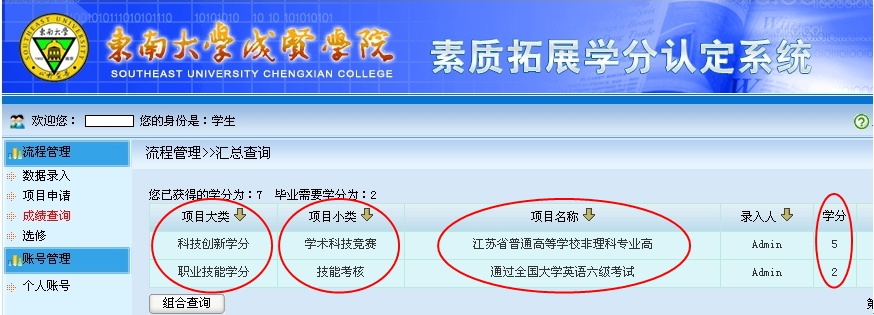 东南大学成贤学院
SOUTHEAST UNIVERSITY CHENGXIAN COLLEGE
素质拓展学分认定系统
欢迎您： 您的身份是：学生
流程管理
数据录入
项目申请
成绩查询
选修
账号管理
个人账号
流程管理>>汇总查询
您已获得的学分为：7 毕业需要学分为：2
项目大类 项目小类 项目名称 录入人 学分
科技创新学分 学术科技竞赛 江苏省普通高等学校非理科专业高 Admin 5
职业技能学分 技能考核 通过全国大学英语六级考试 Admin 2
组合查询